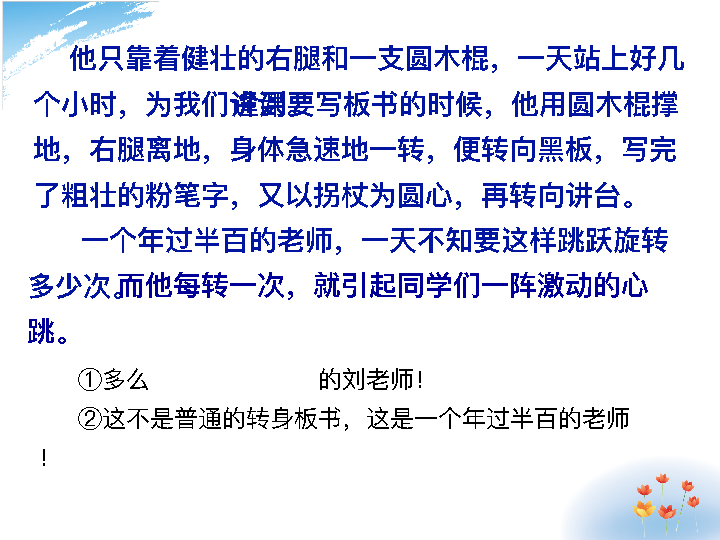 他只靠着健壮的右腿和一支圆木棍，一天站上好几
个小时，为我们讲课。逢到要写板书的时候，他用圆木棍撑
地，右腿离地，身体急速地一转，便转向黑板，写完
了粗壮的粉笔字，又以拐杖为圆心，再转向讲台。
一个年过半百的老师，一天不知要这样跳跃旋转
多少次。而他每转一次，就引起同学们一阵激动的心
跳。
①多么 的刘老师！
②这不是普通的转身板书，这是一个年过半百的老师
！